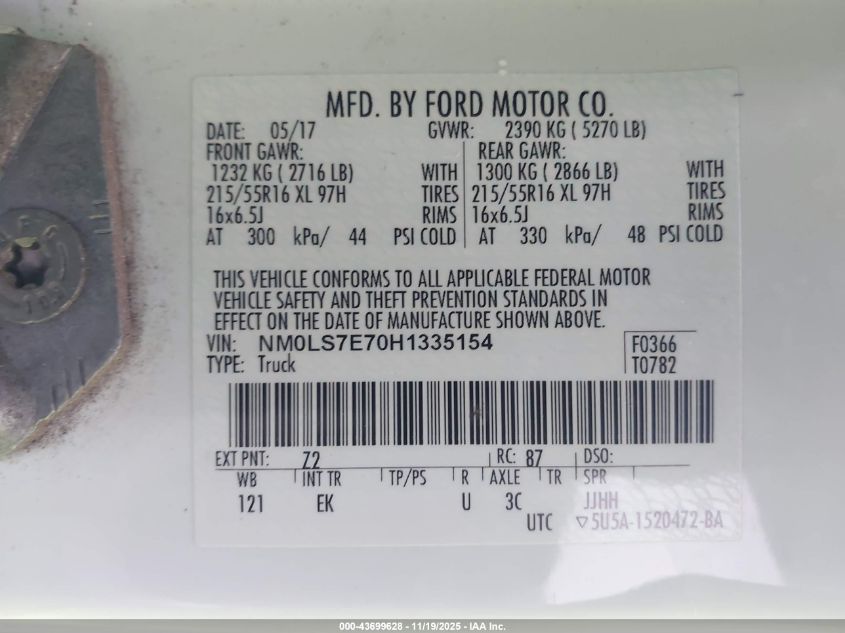 MFD. BY FORD MOTOR CO.
DATE: 05/17 GVWR: 2390 KG ( 5270 LB)
FRONT GAWR: REAR GAWR:
1232 KG ( 2716 LB) WITH 1300 KG ( 2866 LB) WITH
215/55R16 XL 97H TIRES 215/55R16 XL 97H TIRES
16x6.5J RIMS 16x6.5J RIMS
AT 300 kPa/ 44 PSI COLD AT 330 kPa/ 48 PSI COLD
THIS VEHICLE CONFORMS TO ALL APPLICABLE FEDERAL MOTOR
VEHICLE SAFETY AND THEFT PREVENTION STANDARDS IN
EFFECT ON THE DATE OF MANUFACTURE SHOWN ABOVE.
VIN: NM0LS7E70H1335154 F0366
TYPE: Truck T0782
EXT PNT: Z2 RC: 87 DSO:
WB INT TR TP/PS R AXLE TR SPR
121 EK U 3C JJHH
UTC ▽5U5A-1520472-BA
000-43699628 - 11/19/2025 - IAA Inc.